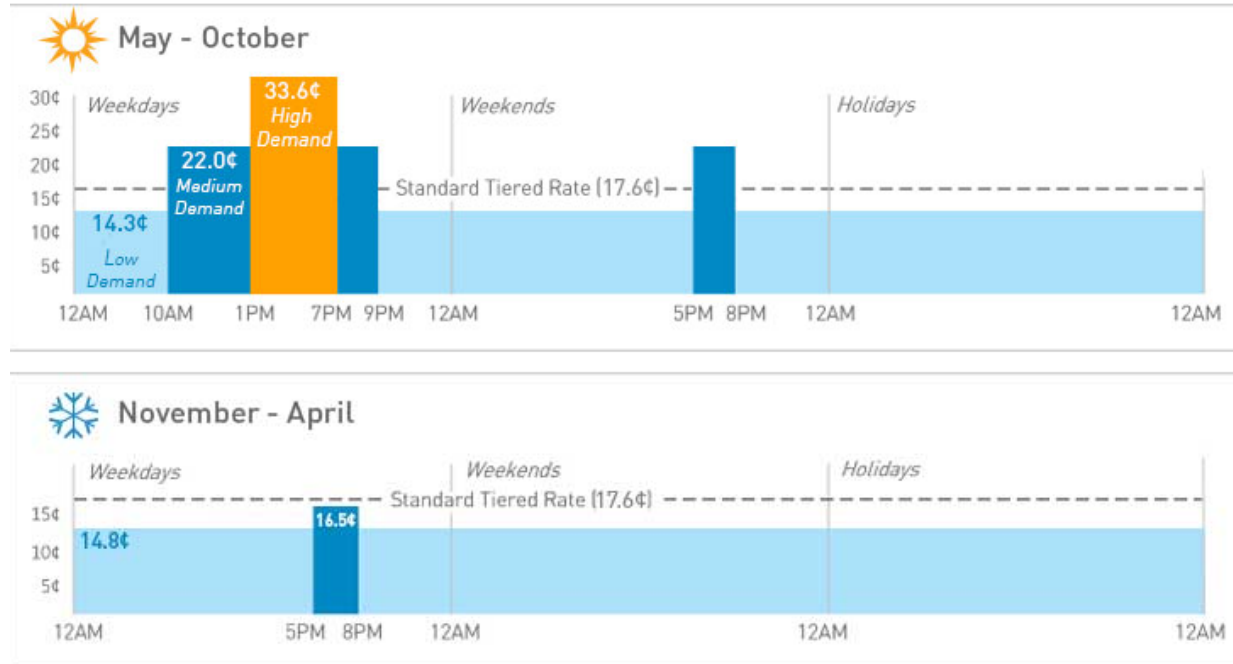 May - October
30¢
25¢
20¢
15¢
10¢
5¢
Weekdays
Weekends
Holidays
33.6¢
High
Demand
22.0¢
Medium
Demand
Standard Tiered Rate (17.6¢)
14.3¢
Low
Demand
12AM 10AM 1PM 7PM 9PM 12AM 5PM 8PM 12AM 12AM
November - April
Weekdays
Weekends
Holidays
Standard Tiered Rate (17.6¢)
15¢
10¢
5¢
16.5¢
14.8¢
12AM 5PM 8PM 12AM 12AM 12AM